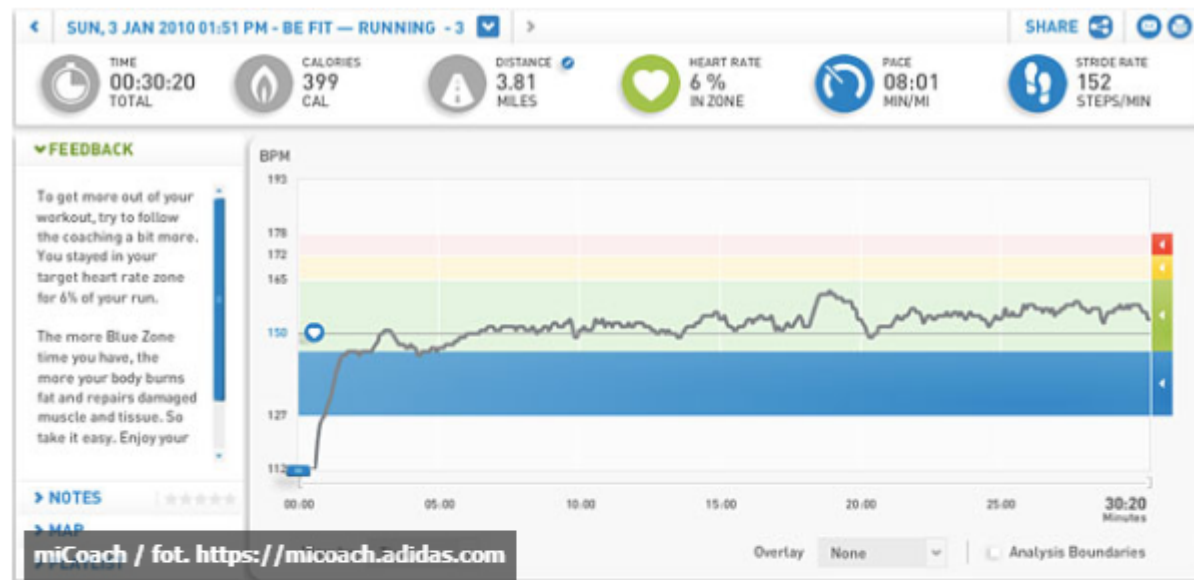 SUN, 3 JAN 2010 01:51 PM - BE FIT — RUNNING - 3
SHARE
TIME
00:30:20
TOTAL
CALORIES
399
CAL
DISTANCE
3.81
MILES
HEART RATE
6 %
IN ZONE
PACE
08:01
MIN/MI
STRIDE RATE
152
STEPS/MIN
FEEDBACK
To get more out of your
workout, try to follow
the coaching a bit more.
You stayed in your
target heart rate zone
for 6% of your run.
The more Blue Zone
time you have, the
more your body burns
fat and repairs damaged
muscle and tissue. So
take it easy. Enjoy your
NOTES
MAP
PLAYLIST
BPM
193
178
172
165
150
127
112
00:00 05:00 10:00 15:00 20:00 25:00 30:20
Minutes
Overlay None Analysis Boundaries
miCoach / fot. https://micoach.adidas.com